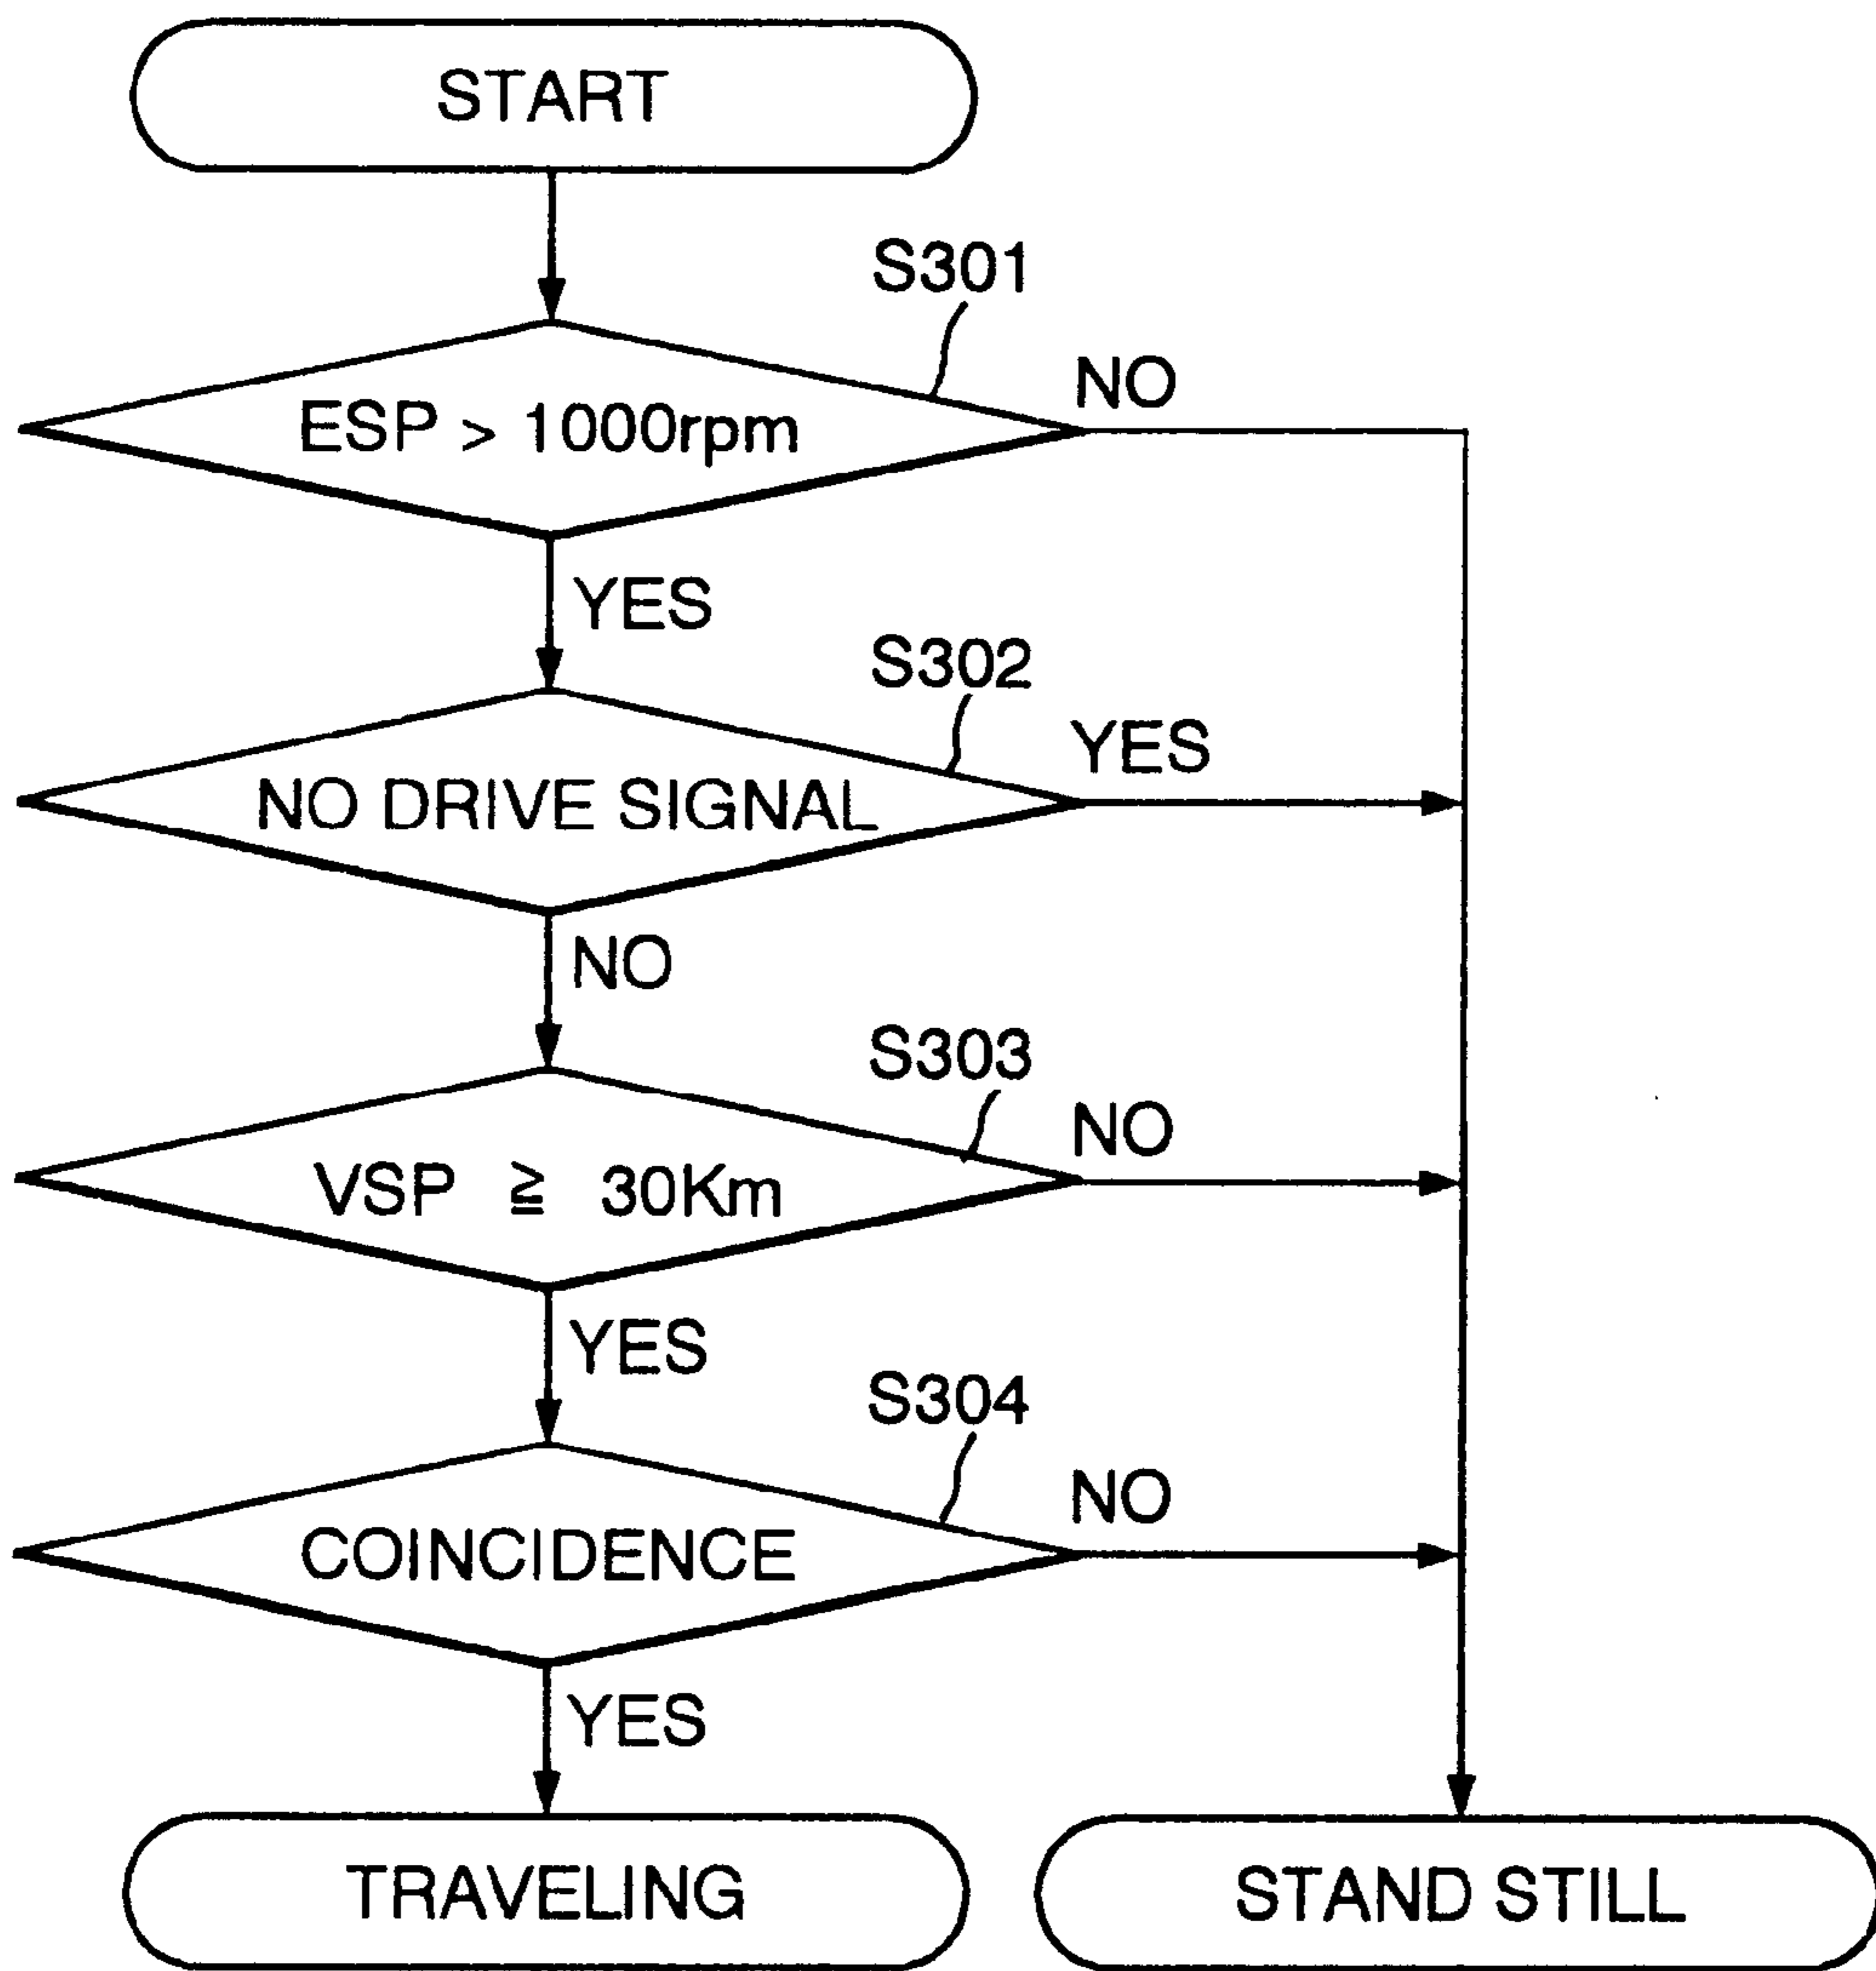 START
S301
NO
ESP > 1000rpm
YES
S302
YES
NO DRIVE SIGNAL
NO
S303
NO
VSP ≧ 30Km
YES
S304
NO
COINCIDENCE
YES
TRAVELING
STAND STILL